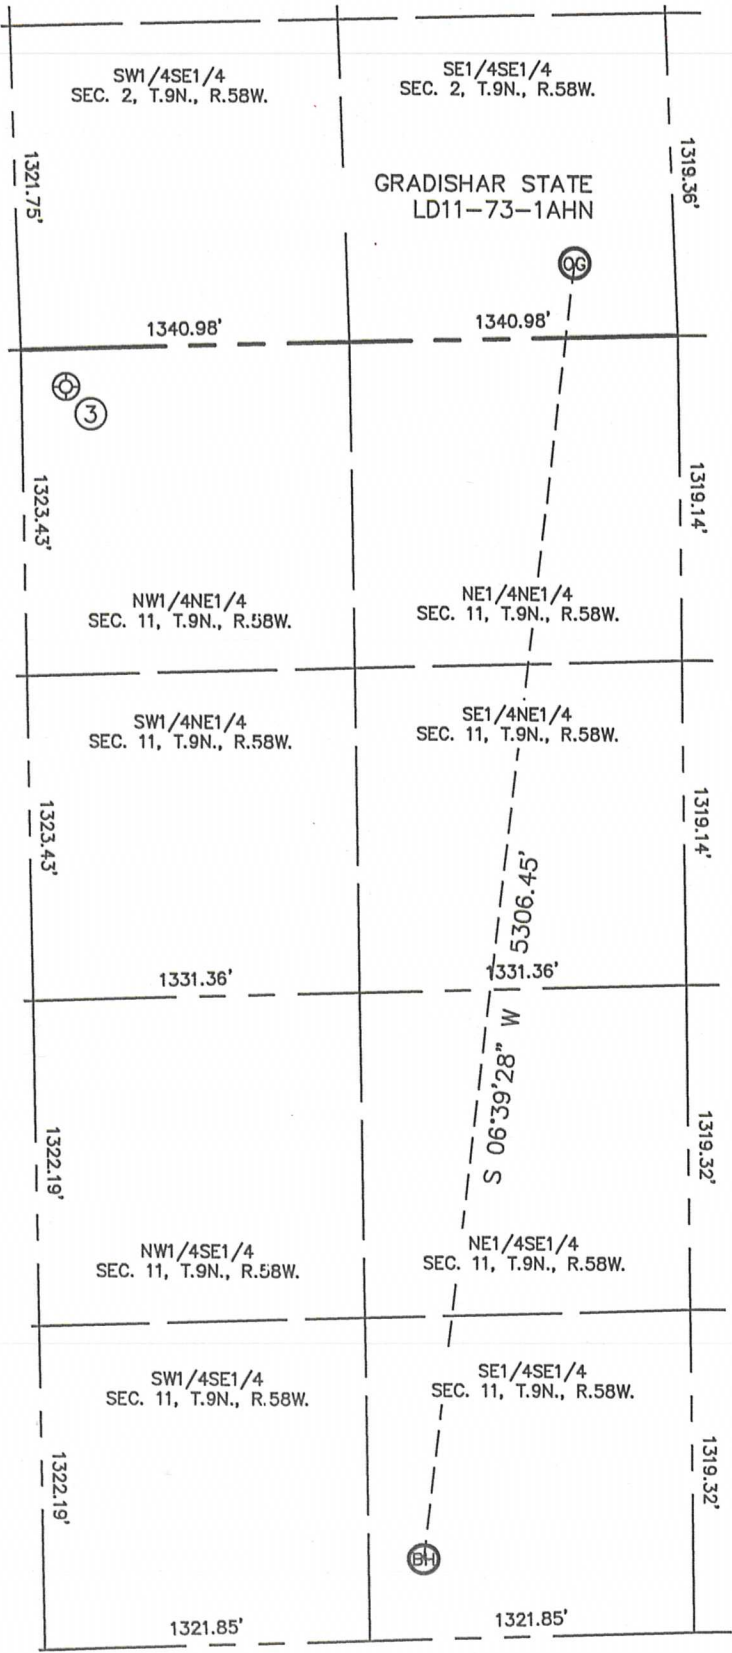 SW1/4SE1/4
SEC. 2, T.9N., R.58W.
SE1/4SE1/4
SEC. 2, T.9N., R.58W.
1321.75'
1319.36'
GRADISHAR STATE
LD11-73-1AHN
OG
1340.98'
1340.98'
3
1323.43'
1319.14'
NW1/4NE1/4
SEC. 11, T.9N., R.58W.
NE1/4NE1/4
SEC. 11, T.9N., R.58W.
SW1/4NE1/4
SEC. 11, T.9N., R.58W.
SE1/4NE1/4
SEC. 11, T.9N., R.58W.
1323.43'
1319.14'
S 06°39'28" W 5306.45'
1331.36'
1331.36'
1322.19'
1319.32'
NW1/4SE1/4
SEC. 11, T.9N., R.58W.
NE1/4SE1/4
SEC. 11, T.9N., R.58W.
SW1/4SE1/4
SEC. 11, T.9N., R.58W.
SE1/4SE1/4
SEC. 11, T.9N., R.58W.
1322.19'
1319.32'
BH
1321.85'
1321.85'